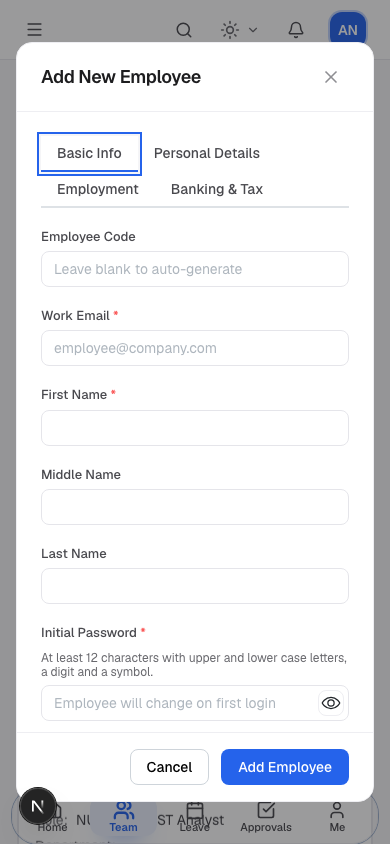 AN
Add New Employee
Basic Info
Personal Details
Employment
Banking & Tax
Employee Code
Leave blank to auto-generate
Work Email *
employee@company.com
First Name *
Middle Name
Last Name
Initial Password *
At least 12 characters with upper and lower case letters,
a digit and a symbol.
Employee will change on first login
Cancel
Add Employee
N
ST Analyst
Home
Team
Leave
Approvals
Me